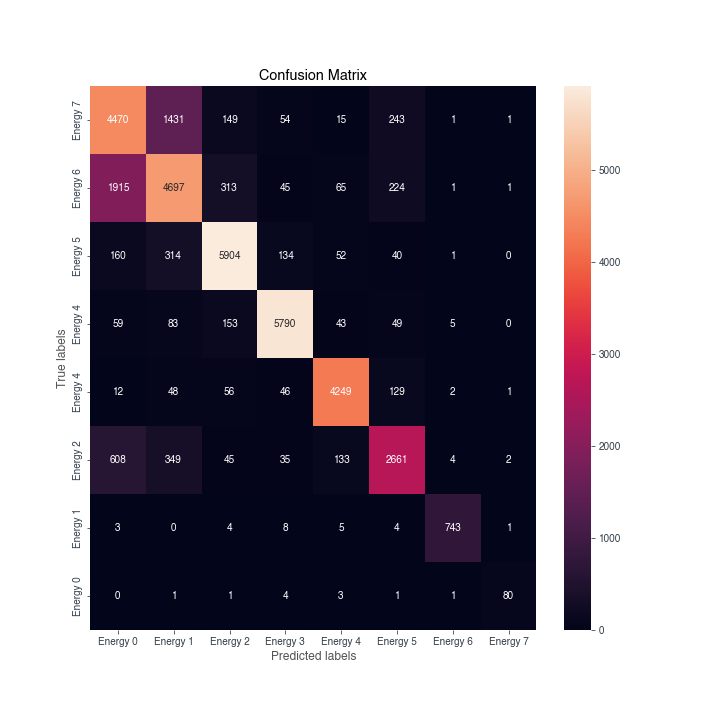 Confusion Matrix
Energy 7 4470 1431 149 54 15 243 1 1
Energy 6 1915 4697 313 45 65 224 1 1
Energy 5 160 314 5904 134 52 40 1 0
Energy 4 59 83 153 5790 43 49 5 0
Energy 4 12 48 56 46 4249 129 2 1
Energy 2 608 349 45 35 133 2661 4 2
Energy 1 3 0 4 8 5 4 743 1
Energy 0 0 1 1 4 3 1 1 80
Energy 0 Energy 1 Energy 2 Energy 3 Energy 4 Energy 5 Energy 6 Energy 7
Predicted labels
True labels
5000
4000
3000
2000
1000
0